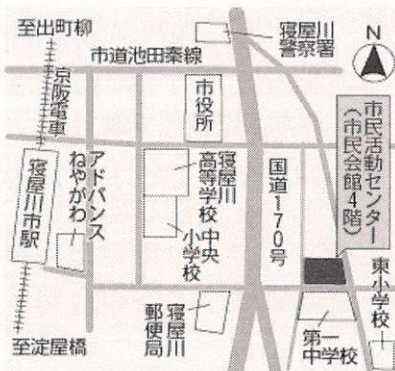 至出町柳
京阪電車
市道池田秦線
寝屋川
警察署
N
市役所
市民活動センター
(市民会館4階)
寝屋川市駅
アドバンス
ねやがわ
寝屋川
高等学校
中央
小学校
国道170号
東小学校
寝屋川
郵便局
第一
中学校
至淀屋橋